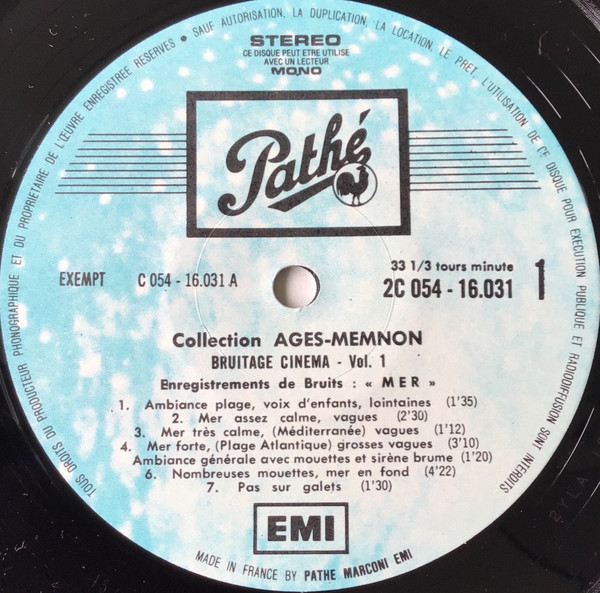 TOUS DROITS DU PRODUCTEUR PHONOGRAPHIQUE ET DU PROPRIETAIRE DE L'ŒUVRE ENREGISTREE RÉSERVES • SAUF AUTORISATION, LA DUPLICATION, LA LOCATION, LE PRET, L'UTILISATION DE CE DISQUE POUR EXECUTION PUBLIQUE ET RADIODIFFUSION SONT INTERDITS
STEREO
CE DISQUE PEUT ETRE UTILISE
AVEC UN LECTEUR
MONO
Pathé
EXEMPT C 054 - 16.031 A
33 1/3 tours minute
2C 054 - 16.031 1
Collection AGES-MEMNON
BRUITAGE CINEMA - Vol. 1
Enregistrements de Bruits : « MER »
1. Ambiance plage, voix d'enfants, lointaines (1'35)
2. Mer assez calme, vagues (2'30)
3. Mer très calme, (Méditerranée) vagues (1'12)
4. Mer forte, (Plage Atlantique) grosses vagues (3'10)
Ambiance générale avec mouettes et sirène brume (1'20)
6. Nombreuses mouettes, mer en fond (4'22)
7. Pas sur galets (1'30)
EMI
MADE IN FRANCE BY PATHE MARCONI EMI